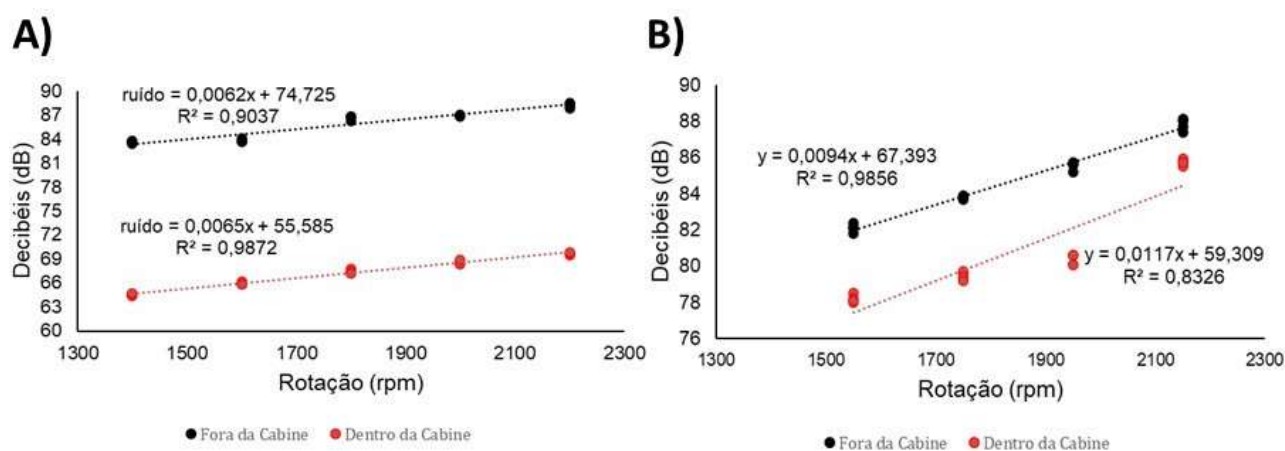 A)
90
87
84
81
78
75
72
69
66
63
60
Decibéis (dB)
ruído = 0,0062x + 74,725
R² = 0,9037
ruído = 0,0065x + 55,585
R² = 0,9872
1300 1500 1700 1900 2100 2300
Rotação (rpm)
Fora da Cabine Dentro da Cabine
B)
88
86
84
82
80
78
76
Decibéis (dB)
y = 0,0094x + 67,393
R² = 0,9856
y = 0,0117x + 59,309
R² = 0,8326
1300 1500 1700 1900 2100 2300
Rotação (rpm)
Fora da Cabine Dentro da Cabine